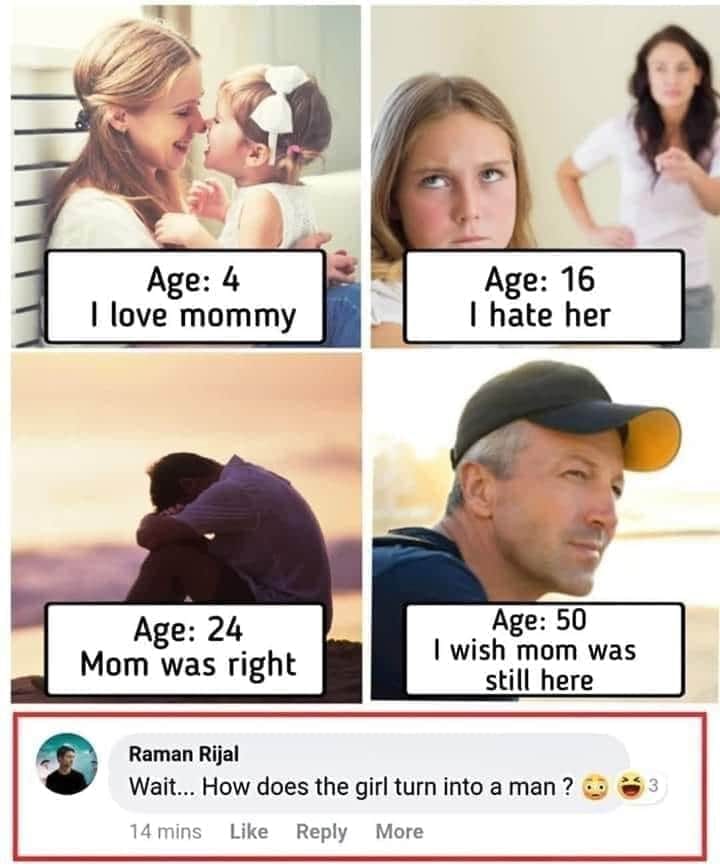 Age: 4
I love mommy
Age: 16
I hate her
Age: 24
Mom was right
Age: 50
I wish mom was
still here
Raman Rijal
Wait... How does the girl turn into a man ? 😳
😆 3
14 mins Like Reply More